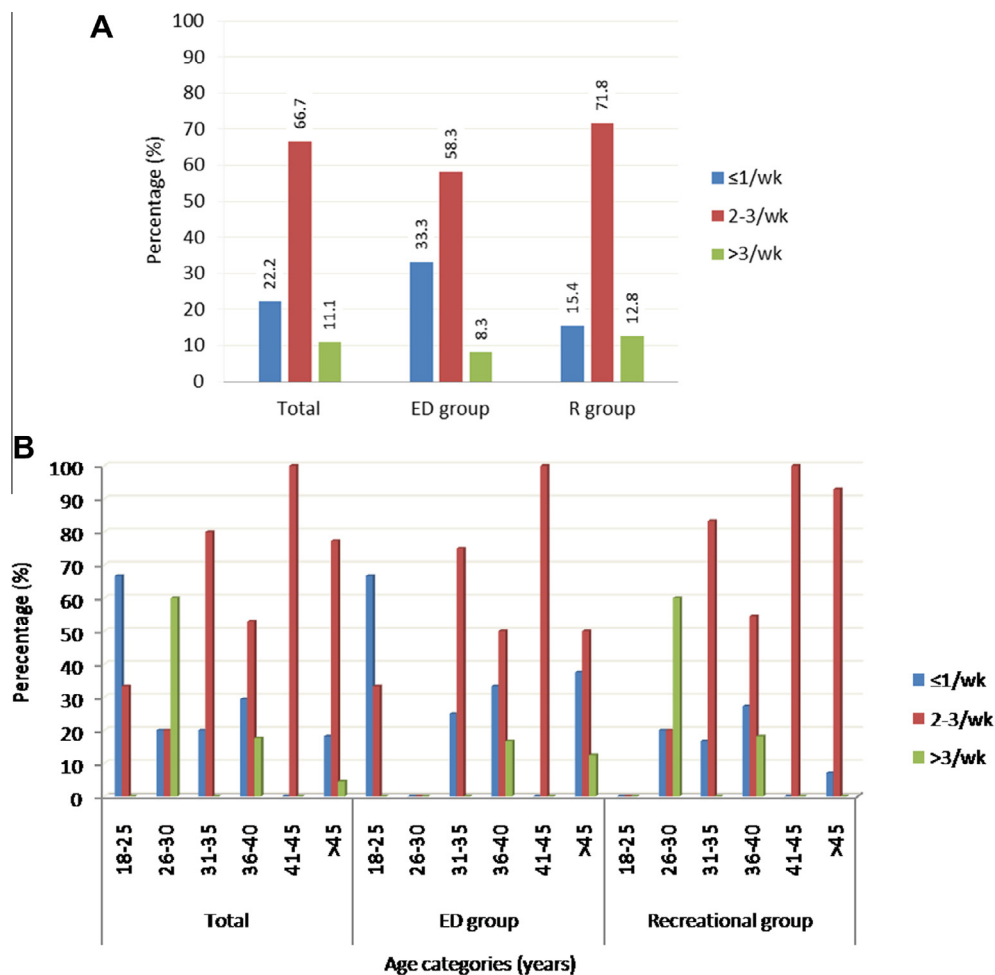 A
100
90
80
70
60
50
40
30
20
10
0
Percentage (%)
22.2
66.7
11.1
33.3
58.3
8.3
15.4
71.8
12.8
Total ED group R group
≤1/wk
2-3/wk
>3/wk
B
100
90
80
70
60
50
40
30
20
10
0
Perecentage (%)
18-25 26-30 31-35 36-40 41-45 >45 18-25 26-30 31-35 36-40 41-45 >45 18-25 26-30 31-35 36-40 41-45 >45
Total ED group Recreational group
Age categories (years)
≤1/wk
2-3/wk
>3/wk